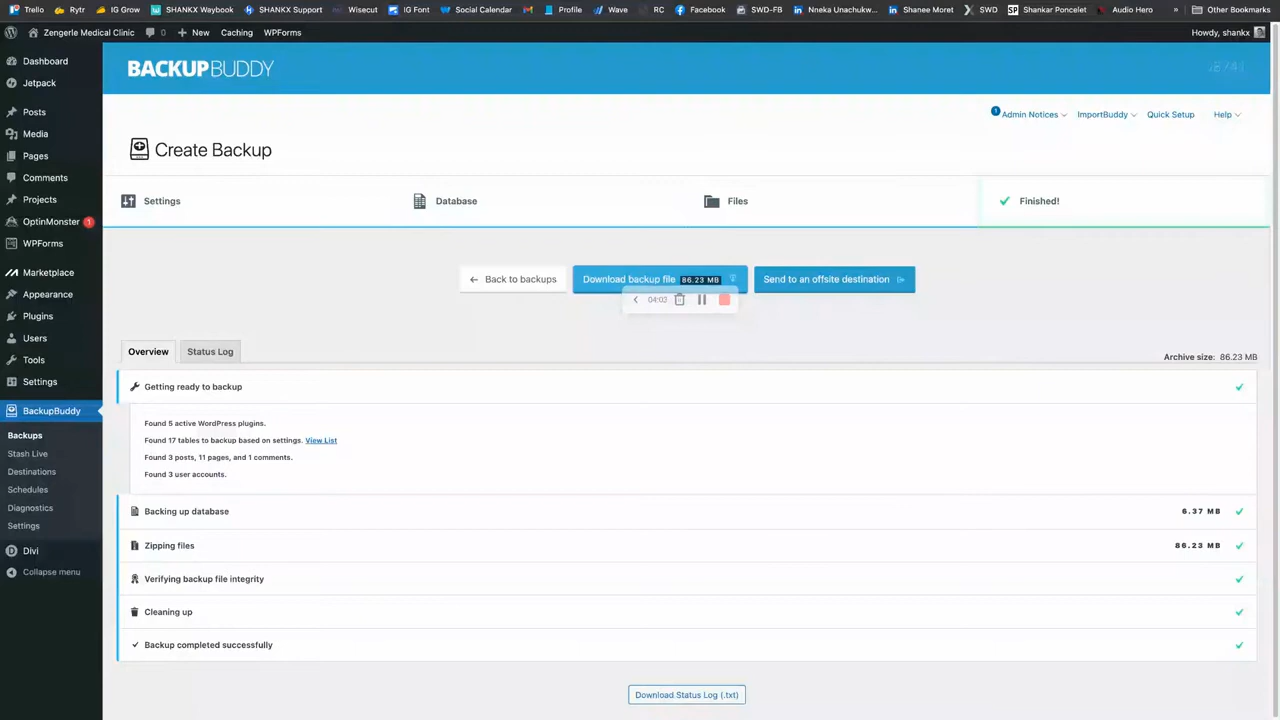 Trello Rytr IG Grow SHANKX Waybook SHANKX Support Wisecut IG Font Social Calendar Profile Wave RC Facebook SWD-FB Nneka Unachukw... Shanee Moret SWD Shankar Poncelet Audio Hero » Other Bookmarks
Zengerle Medical Clinic 0 New Caching WPForms Howdy, shankx
Dashboard
Jetpack
Posts
Media
Pages
Comments
Projects
OptinMonster 1
WPForms
Marketplace
Appearance
Plugins
Users
Tools
Settings
BackupBuddy
Backups
Stash Live
Destinations
Schedules
Diagnostics
Settings
Divi
Collapse menu
BACKUPBUDDY
1 Admin Notices ImportBuddy Quick Setup Help
Create Backup
Settings Database Files Finished!
← Back to backups Download backup file 86.23 MB Send to an offsite destination
04:03
Overview Status Log Archive size: 86.23 MB
Getting ready to backup
Found 5 active WordPress plugins.
Found 17 tables to backup based on settings. View List
Found 3 posts, 11 pages, and 1 comments.
Found 3 user accounts.
Backing up database 6.37 MB
Zipping files 86.23 MB
Verifying backup file integrity
Cleaning up
Backup completed successfully
Download Status Log (.txt)